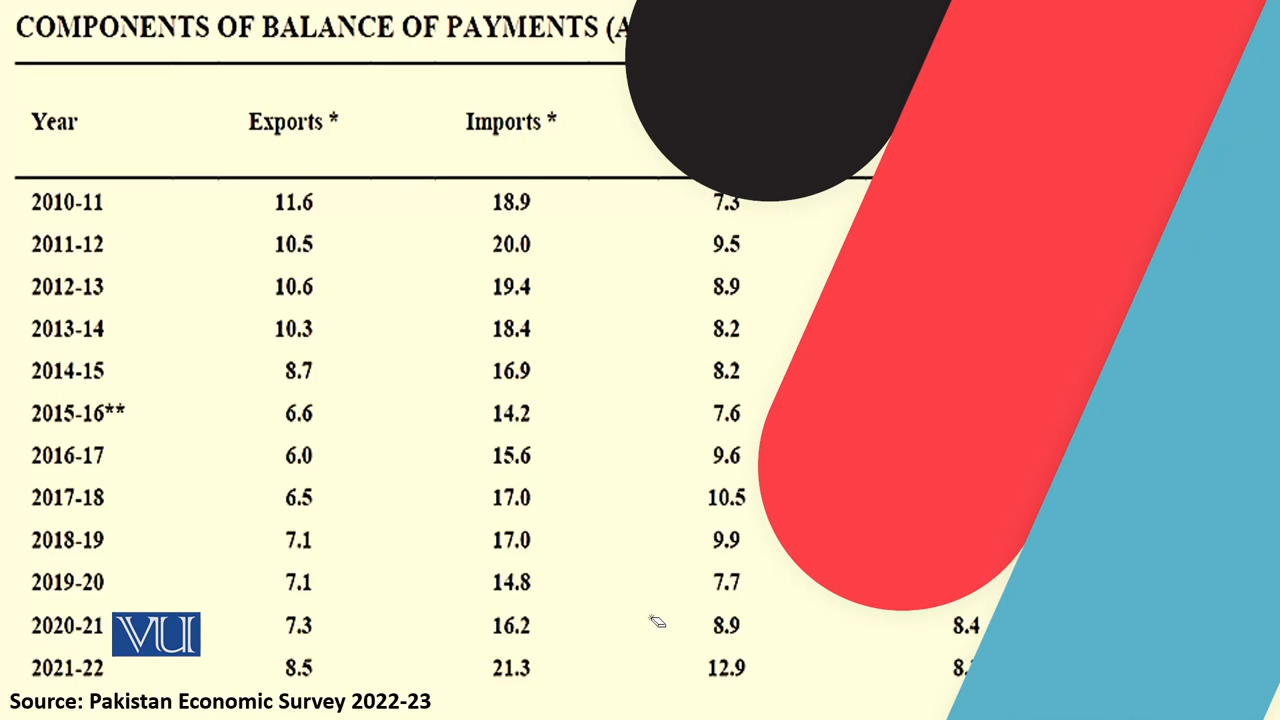 COMPONENTS OF BALANCE OF PAYMENTS (A
Year Exports * Imports *
2010-11 11.6 18.9 7.3
2011-12 10.5 20.0 9.5
2012-13 10.6 19.4 8.9
2013-14 10.3 18.4 8.2
2014-15 8.7 16.9 8.2
2015-16** 6.6 14.2 7.6
2016-17 6.0 15.6 9.6
2017-18 6.5 17.0 10.5
2018-19 7.1 17.0 9.9
2019-20 7.1 14.8 7.7
2020-21 7.3 16.2 8.9 8.4
2021-22 8.5 21.3 12.9 8.
VU
Source: Pakistan Economic Survey 2022-23